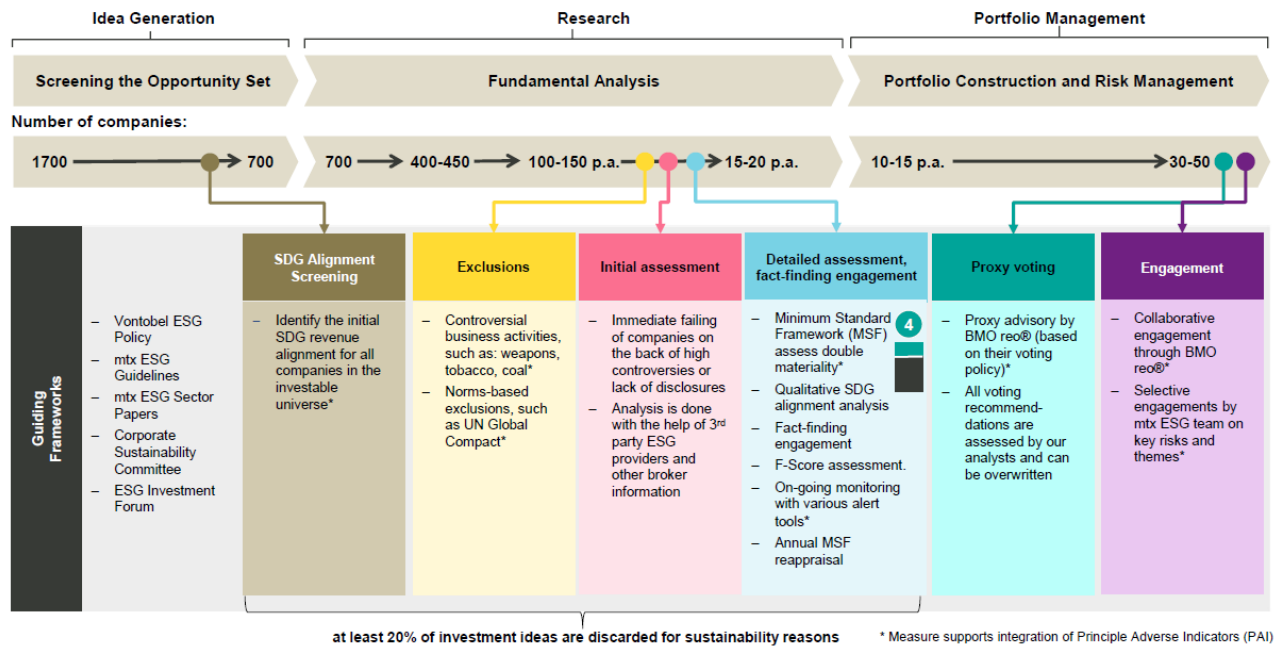 Idea Generation
Research
Portfolio Management
Screening the Opportunity Set
Fundamental Analysis
Portfolio Construction and Risk Management
Number of companies:
1700
700
700
400-450
100-150 p.a.
15-20 p.a.
10-15 p.a.
30-50
Guiding
Frameworks
– Vontobel ESG
Policy
– mtx ESG
Guidelines
– mtx ESG Sector
Papers
– Corporate
Sustainability
Committee
– ESG Investment
Forum
SDG Alignment
Screening
– Identify the initial
SDG revenue
alignment for all
companies in the
investable
universe*
Exclusions
– Controversial
business activities,
such as: weapons,
tobacco, coal*
– Norms-based
exclusions, such
as UN Global
Compact*
Initial assessment
– Immediate failing
of companies on
the back of high
controversies or
lack of disclosures
– Analysis is done
with the help of 3rd
party ESG
providers and
other broker
information
Detailed assessment,
fact-finding engagement
– Minimum Standard
Framework (MSF)
assess double
materiality*
– Qualitative SDG
alignment analysis
– Fact-finding
engagement
– F-Score assessment.
– On-going monitoring
with various alert
tools*
– Annual MSF
reappraisal
4
Proxy voting
– Proxy advisory by
BMO reo® (based
on their voting
policy)*
– All voting
recommen-
dations are
assessed by our
analysts and can
be overwritten
Engagement
– Collaborative
engagement
through BMO
reo®*
– Selective
engagements by
mtx ESG team on
key risks and
themes*
at least 20% of investment ideas are discarded for sustainability reasons
* Measure supports integration of Principle Adverse Indicators (PAI)